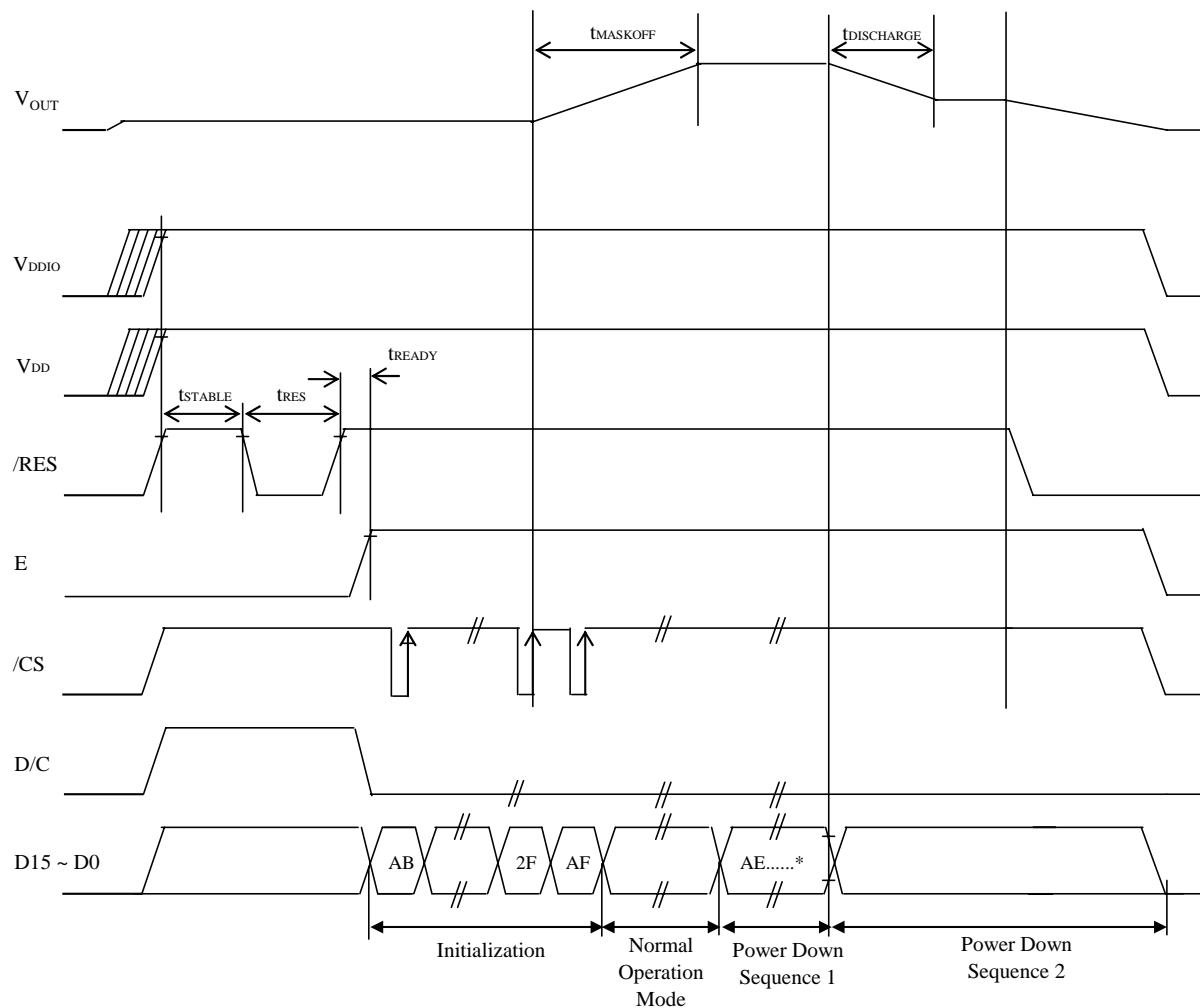 tMASKOFF
tDISCHARGE
VOUT
VDDIO
VDD
tREADY
tSTABLE
tRES
/RES
E
/CS
D/C
D15 ~ D0
AB
2F
AF
AE......*
Initialization
Normal
Operation
Mode
Power Down
Sequence 1
Power Down
Sequence 2